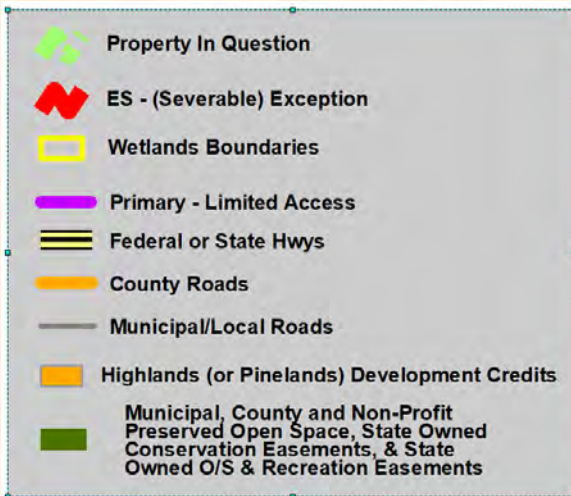 Property In Question
ES - (Severable) Exception
Wetlands Boundaries
Primary - Limited Access
Federal or State Hwys
County Roads
Municipal/Local Roads
Highlands (or Pinelands) Development Credits
Municipal, County and Non-Profit
Preserved Open Space, State Owned
Conservation Easements, & State
Owned O/S & Recreation Easements